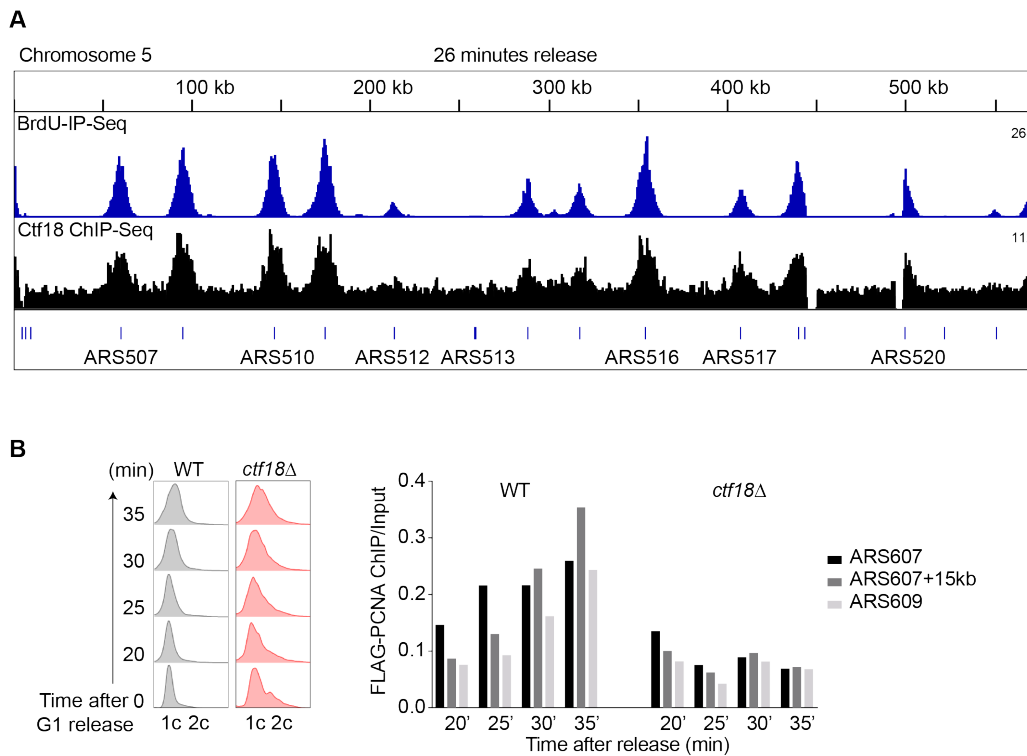 A
Chromosome 5 26 minutes release
100 kb 200 kb 300 kb 400 kb 500 kb
BrdU-IP-Seq
26
Ctf18 ChIP-Seq
11
ARS507 ARS510 ARS512 ARS513 ARS516 ARS517 ARS520
B
(min) WT ctf18Δ
35
30
25
20
Time after 0
G1 release 1c 2c 1c 2c
FLAG-PCNA ChIP/Input
0.4
0.3
0.2
0.1
0.0
WT ctf18Δ
20’ 25’ 30’ 35’ 20’ 25’ 30’ 35’
Time after release (min)
ARS607
ARS607+15kb
ARS609